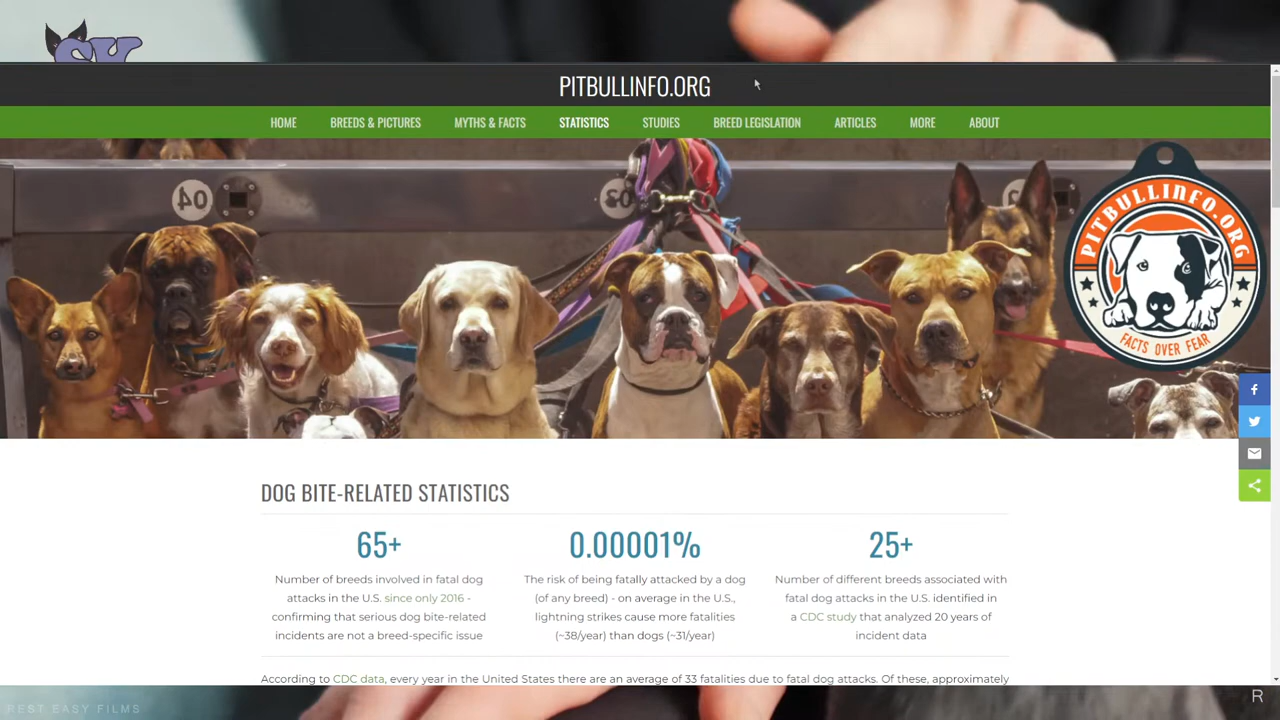 CV
PITBULLINFO.ORG
HOME BREEDS & PICTURES MYTHS & FACTS STATISTICS STUDIES BREED LEGISLATION ARTICLES MORE ABOUT
04
02
PITBULLINFO.ORG
FACTS OVER FEAR
DOG BITE-RELATED STATISTICS
65+
Number of breeds involved in fatal dog
attacks in the U.S. since only 2016 -
confirming that serious dog bite-related
incidents are not a breed-specific issue
0.00001%
The risk of being fatally attacked by a dog
(of any breed) - on average in the U.S.,
lightning strikes cause more fatalities
(~38/year) than dogs (~31/year)
25+
Number of different breeds associated with
fatal dog attacks in the U.S. identified in
a CDC study that analyzed 20 years of
incident data
According to CDC data, every year in the United States there are an average of 33 fatalities due to fatal dog attacks. Of these, approximately
REST EASY FILMS
R